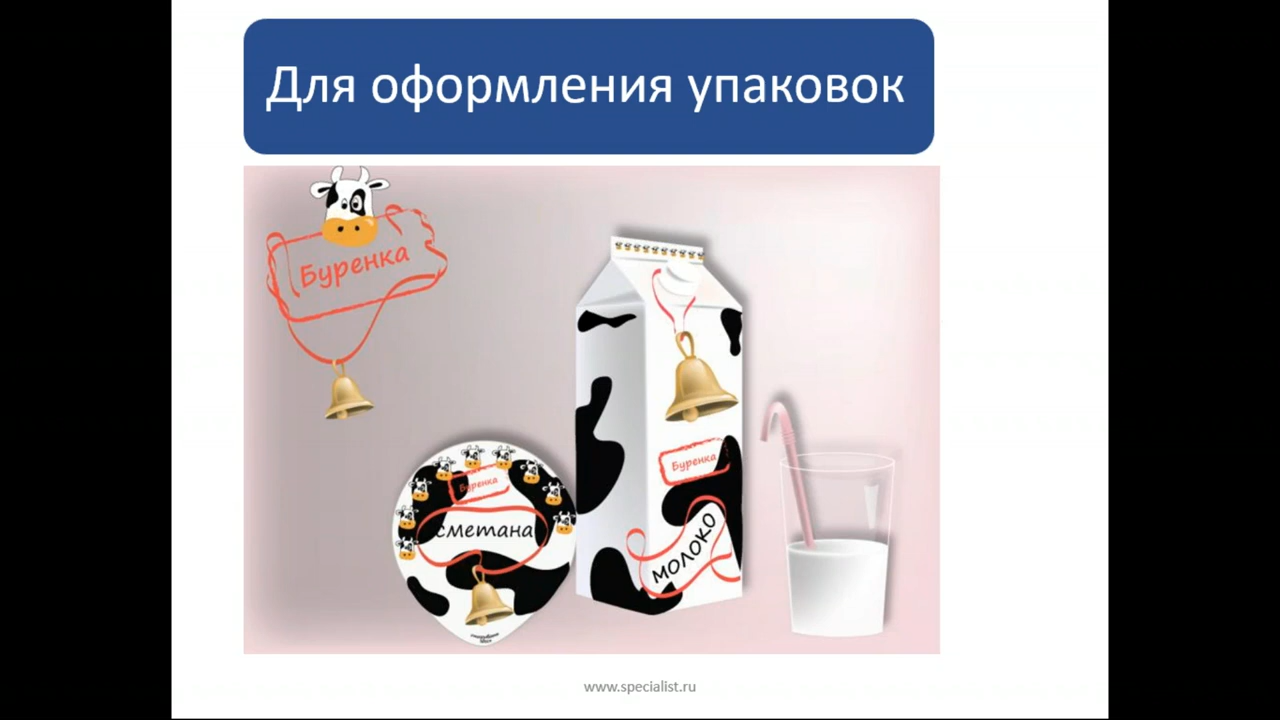 Для оформления упаковок
Буренка
Буренка
Буренка
сметана
молоко
www.specialist.ru